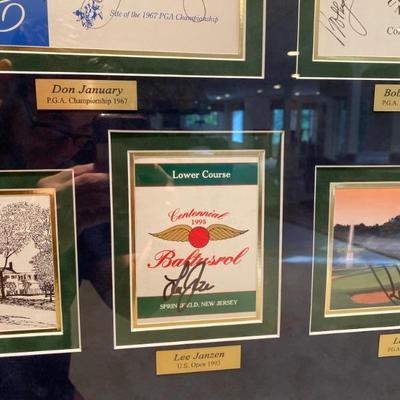 Site of the 1967 PGA Championship
Don January
P.G.A. Championship 1967
Bob
P.G.A.
Lower Course
Centennial
1995
Baltusrol
SPRINGFIELD, NEW JERSEY
Lee Janzen
U.S. Open 1993